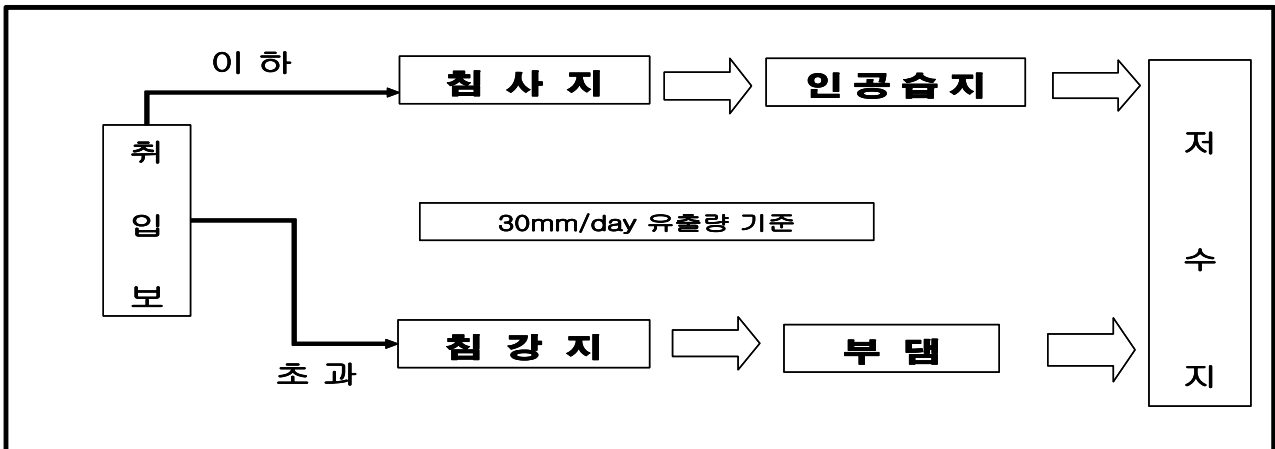 이 하
침 사 지
인 공 습 지
취 입 보
저 수 지
30mm/day 유출량 기준
침 강 지
부 댐
초 과